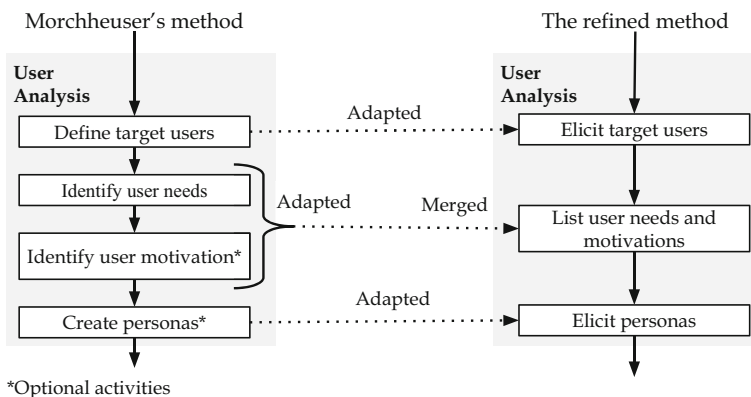 Morchheuser's method
The refined method
User
Analysis
User
Analysis
Define target users
Adapted
Elicit target users
Identify user needs
Adapted
Merged
List user needs and
motivations
Identify user motivation*
Create personas*
Adapted
Elicit personas
*Optional activities